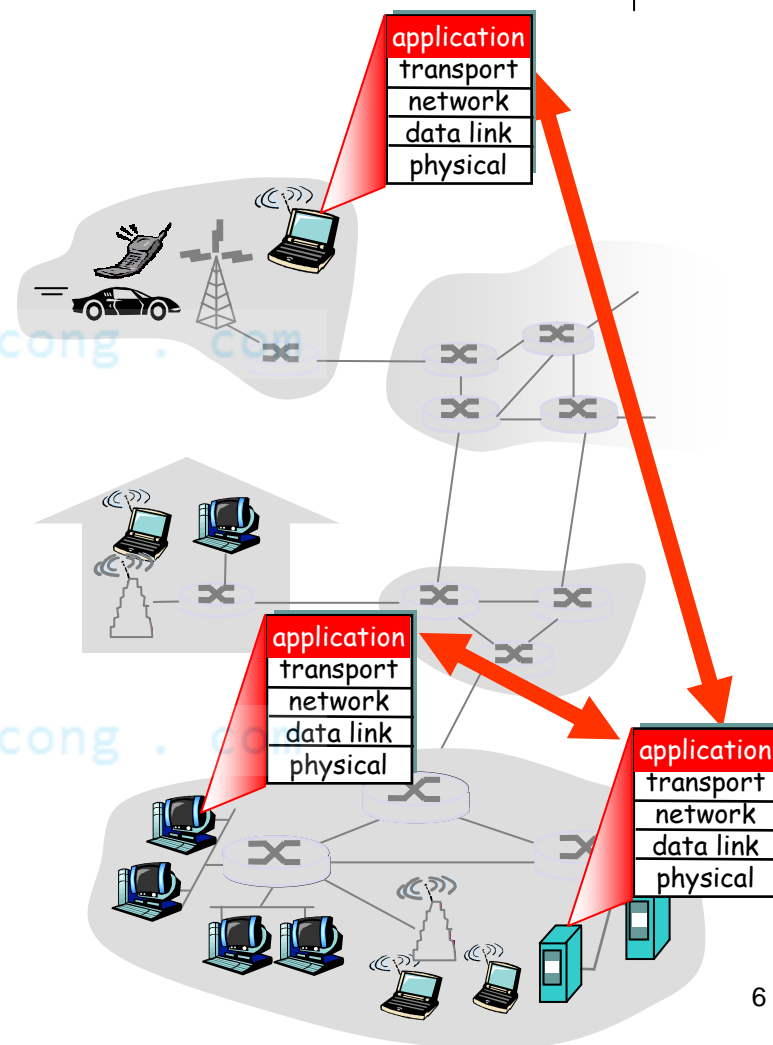 application
transport
network
data link
physical
cong . com
application
transport
network
data link
physical
cong . com
application
transport
network
data link
physical
6